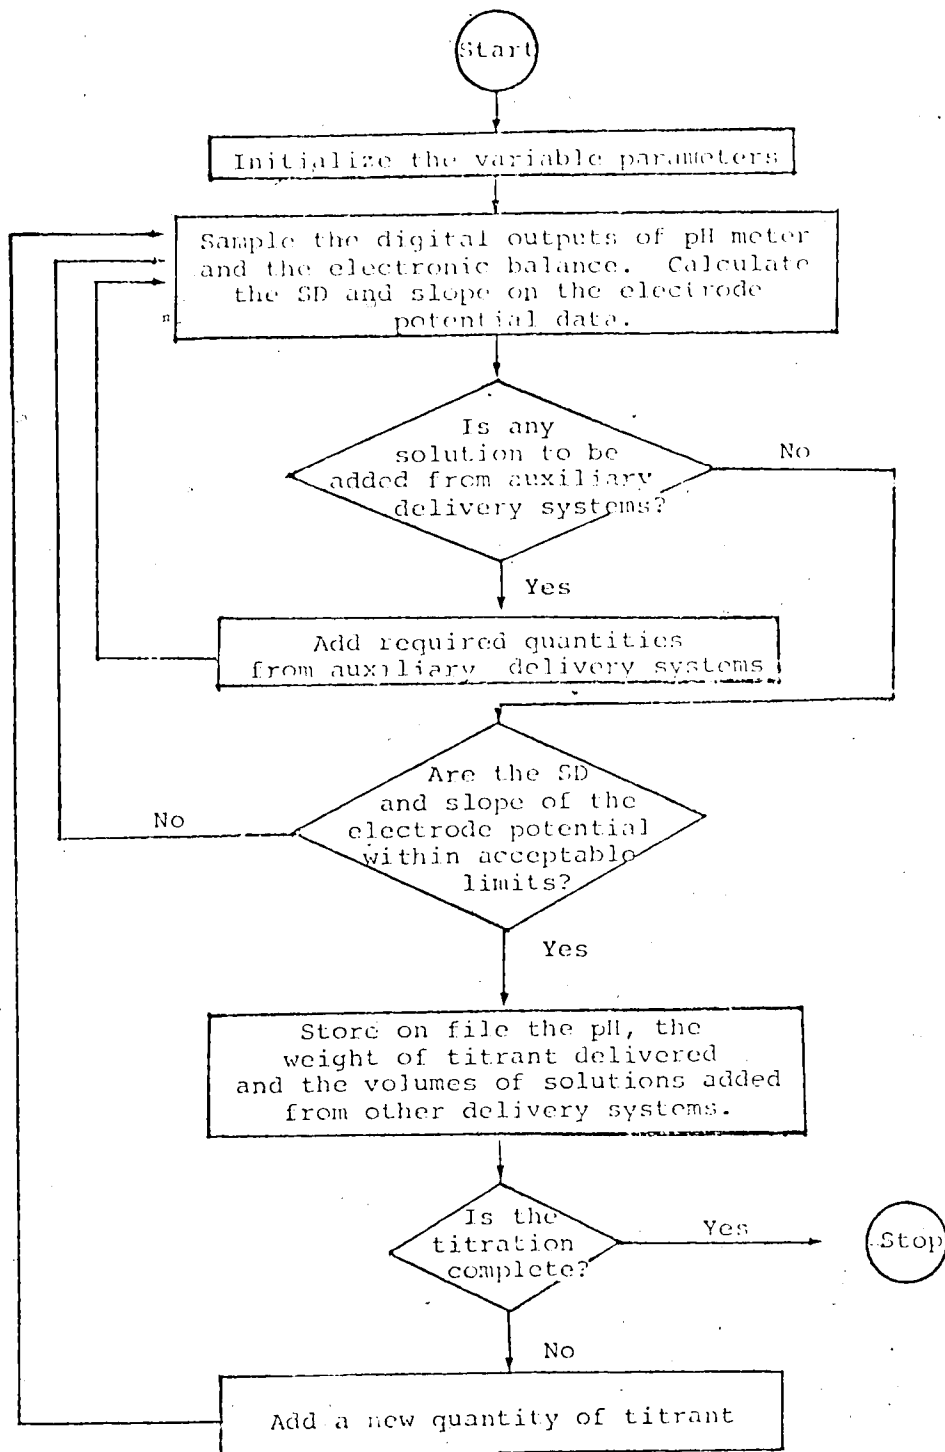 Start
Initialize the variable parameters
Sample the digital outputs of pH meter
and the electronic balance. Calculate
the SD and slope on the electrode
potential data.
Is any
solution to be
added from auxiliary
delivery systems?
No
Yes
Add required quantities
from auxiliary delivery systems
Are the SD
and slope of the
electrode potential
within acceptable
limits?
No
Yes
Store on file the pH, the
weight of titrant delivered
and the volumes of solutions added
from other delivery systems.
Is the
titration
complete?
Yes
Stop
No
Add a new quantity of titrant